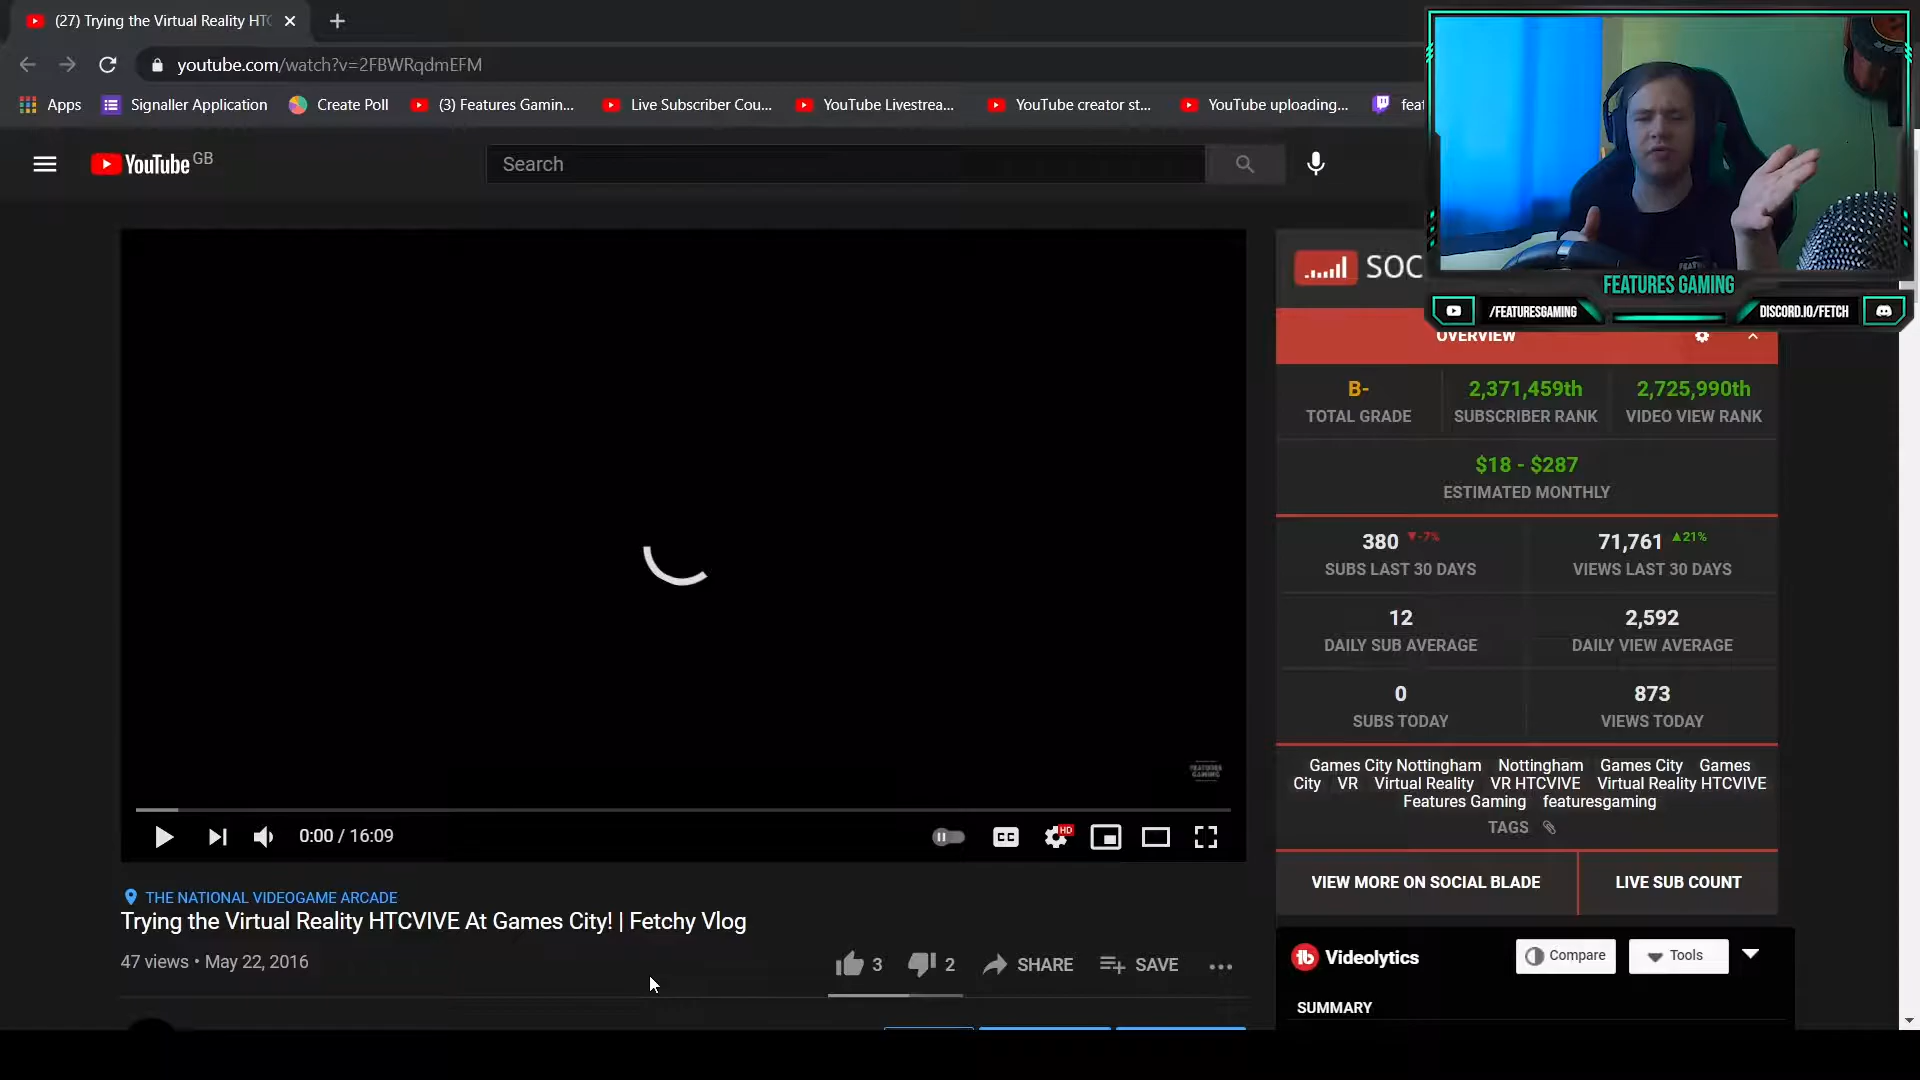 (27) Trying the Virtual Reality HTC
youtube.com/watch?v=2FBWRqdmEFM
Apps
Signaller Application
Create Poll
(3) Features Gamin...
Live Subscriber Cou...
YouTube Livestrea...
YouTube creator st...
YouTube uploading...
feat
YouTube GB
Search
FEATURES GAMING
/FEATURESGAMING
DISCORD.IO/FETCH
SOC
OVERVIEW
B-
2,371,459th
2,725,990th
TOTAL GRADE
SUBSCRIBER RANK
VIDEO VIEW RANK
$18 - $287
ESTIMATED MONTHLY
380 -7%
71,761 21%
SUBS LAST 30 DAYS
VIEWS LAST 30 DAYS
12
2,592
DAILY SUB AVERAGE
DAILY VIEW AVERAGE
0
873
SUBS TODAY
VIEWS TODAY
Games City Nottingham Nottingham Games City Games
City VR Virtual Reality VR HTCVIVE Virtual Reality HTCVIVE
Features Gaming featuresgaming
TAGS
VIEW MORE ON SOCIAL BLADE
LIVE SUB COUNT
FEATURES
GAMING
0:00 / 16:09
CC
HD
THE NATIONAL VIDEOGAME ARCADE
Trying the Virtual Reality HTCVIVE At Games City! | Fetchy Vlog
47 views • May 22, 2016
3
2
SHARE
SAVE
tb Videolytics
Compare
Tools
SUMMARY